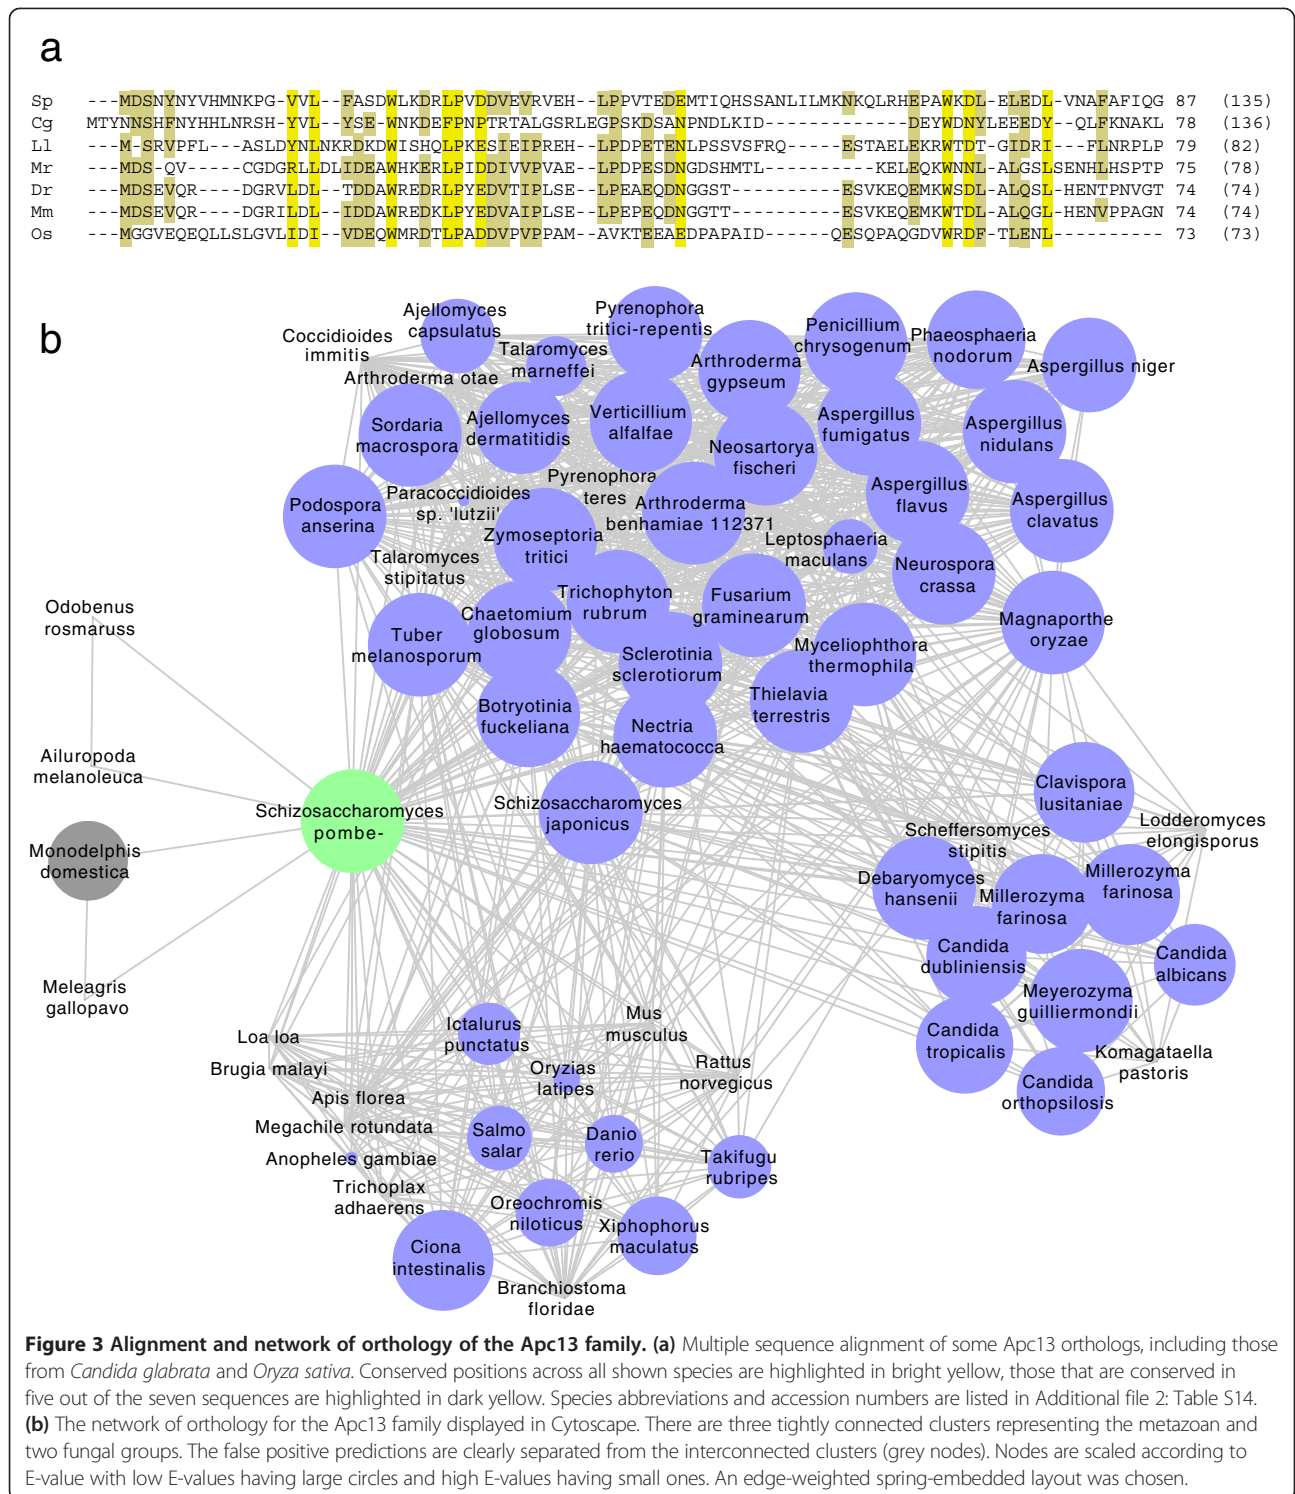 a
Sp ---MDSNYNYVHMNKPG-VVL--FASDWLKDRLPVDDVEVRVEH--LPPVTEDEMTIQHSSANLILMKNKQLRHEPAWKDL-ELEDL-VNAFAFIQG 87 (135)
Cg MTYNNSHFNYHHLNRSH-YVL--YSE-WNKDEFPNPTRTALGSRLEGPSKDSANPNDLKID-------------DEYWDNYLEEEDY--QLFKNAKL 78 (136)
Ll ---M-SRVPFL---ASLDYNLNKRDKDWISHQLPKESIEIPREH--LPDPETENLPSSVSFRQ-----ESTAELEKRWTDT-GIDRI---FLNRPLP 79 (82)
Mr ---MDS-QV-----CGDGRLLDLIDEAWHKERLPIDDIVVPVAE--LPDPESDNGDSHMTL----------KELEQKWNNL-ALGSLSENHLHSPTP 75 (78)
Dr ---MDSEVQR----DGRVLDL--TDDAWREDRLPYEDVTIPLSE--LPEAEQDNGGST----------ESVKEQEMKWSDL-ALQSL-HENTPNVGT 74 (74)
Mm ---MDSEVQR----DGRILDL--IDDAWREDKLPYEDVAIPLSE--LPEPEQDNGGTT----------ESVKEQEMKWTDL-ALQGL-HENVPPAGN 74 (74)
Os ---MGGVEQEQLLSLGVLIDI--VDEQWMRDTLPADDVPVPPAM--AVKTEEAEDPAPAID------QESQPAQGDVWRDF-TLENL---------- 73 (73)
b
Coccidioides
immitis
Ajellomyces
capsulatus
Talaromyces
marneffei
Pyrenophora
tritici-repentis
Arthroderma
gypseum
Penicillium
chrysogenum
Phaeosphaeria
nodorum
Aspergillus niger
Arthroderma otae
Sordaria
macrospora
Ajellomyces
dermatitidis
Verticillium
alfalfae
Neosartorya
fischeri
Aspergillus
fumigatus
Aspergillus
nidulans
Podospora
anserina
Paracoccidioides
sp. 'lutzii'
Pyrenophora
teres
Arthroderma
benhamiae 112371
Aspergillus
flavus
Aspergillus
clavatus
Zymoseptoria
tritici
Leptosphaeria
maculans
Talaromyces
stipitatus
Neurospora
crassa
Trichophyton
rubrum
Fusarium
graminearum
Odobenus
rosmaruss
Chaetomium
globosum
Magnaporthe
oryzae
Tuber
melanosporum
Sclerotinia
sclerotiorum
Myceliophthora
thermophila
Botryotinia
fuckeliana
Thielavia
terrestris
Nectria
haematococca
Ailuropoda
melanoleuca
Schizosaccharomyces
pombe-
Schizosaccharomyces
japonicus
Clavispora
lusitaniae
Lodderomyces
elongisporus
Scheffersomyces
stipitis
Monodelphis
domestica
Debaryomyces
hansenii
Millerozyma
farinosa
Millerozyma
farinosa
Candida
dubliniensis
Candida
albicans
Meleagris
gallopavo
Meyerozyma
guilliermondii
Candida
tropicalis
Komagataella
pastoris
Candida
orthopsilosis
Loa loa
Ictalurus
punctatus
Mus
musculus
Brugia malayi
Oryzias
latipes
Rattus
norvegicus
Apis florea
Megachile rotundata
Salmo
salar
Danio
rerio
Anopheles gambiae
Takifugu
rubripes
Trichoplax
adhaerens
Oreochromis
niloticus
Xiphophorus
maculatus
Ciona
intestinalis
Branchiostoma
floridae
Figure 3 Alignment and network of orthology of the Apc13 family. (a) Multiple sequence alignment of some Apc13 orthologs, including those
from Candida glabrata and Oryza sativa. Conserved positions across all shown species are highlighted in bright yellow, those that are conserved in
five out of the seven sequences are highlighted in dark yellow. Species abbreviations and accession numbers are listed in Additional file 2: Table S14.
(b) The network of orthology for the Apc13 family displayed in Cytoscape. There are three tightly connected clusters representing the metazoan and
two fungal groups. The false positive predictions are clearly separated from the interconnected clusters (grey nodes). Nodes are scaled according to
E-value with low E-values having large circles and high E-values having small ones. An edge-weighted spring-embedded layout was chosen.